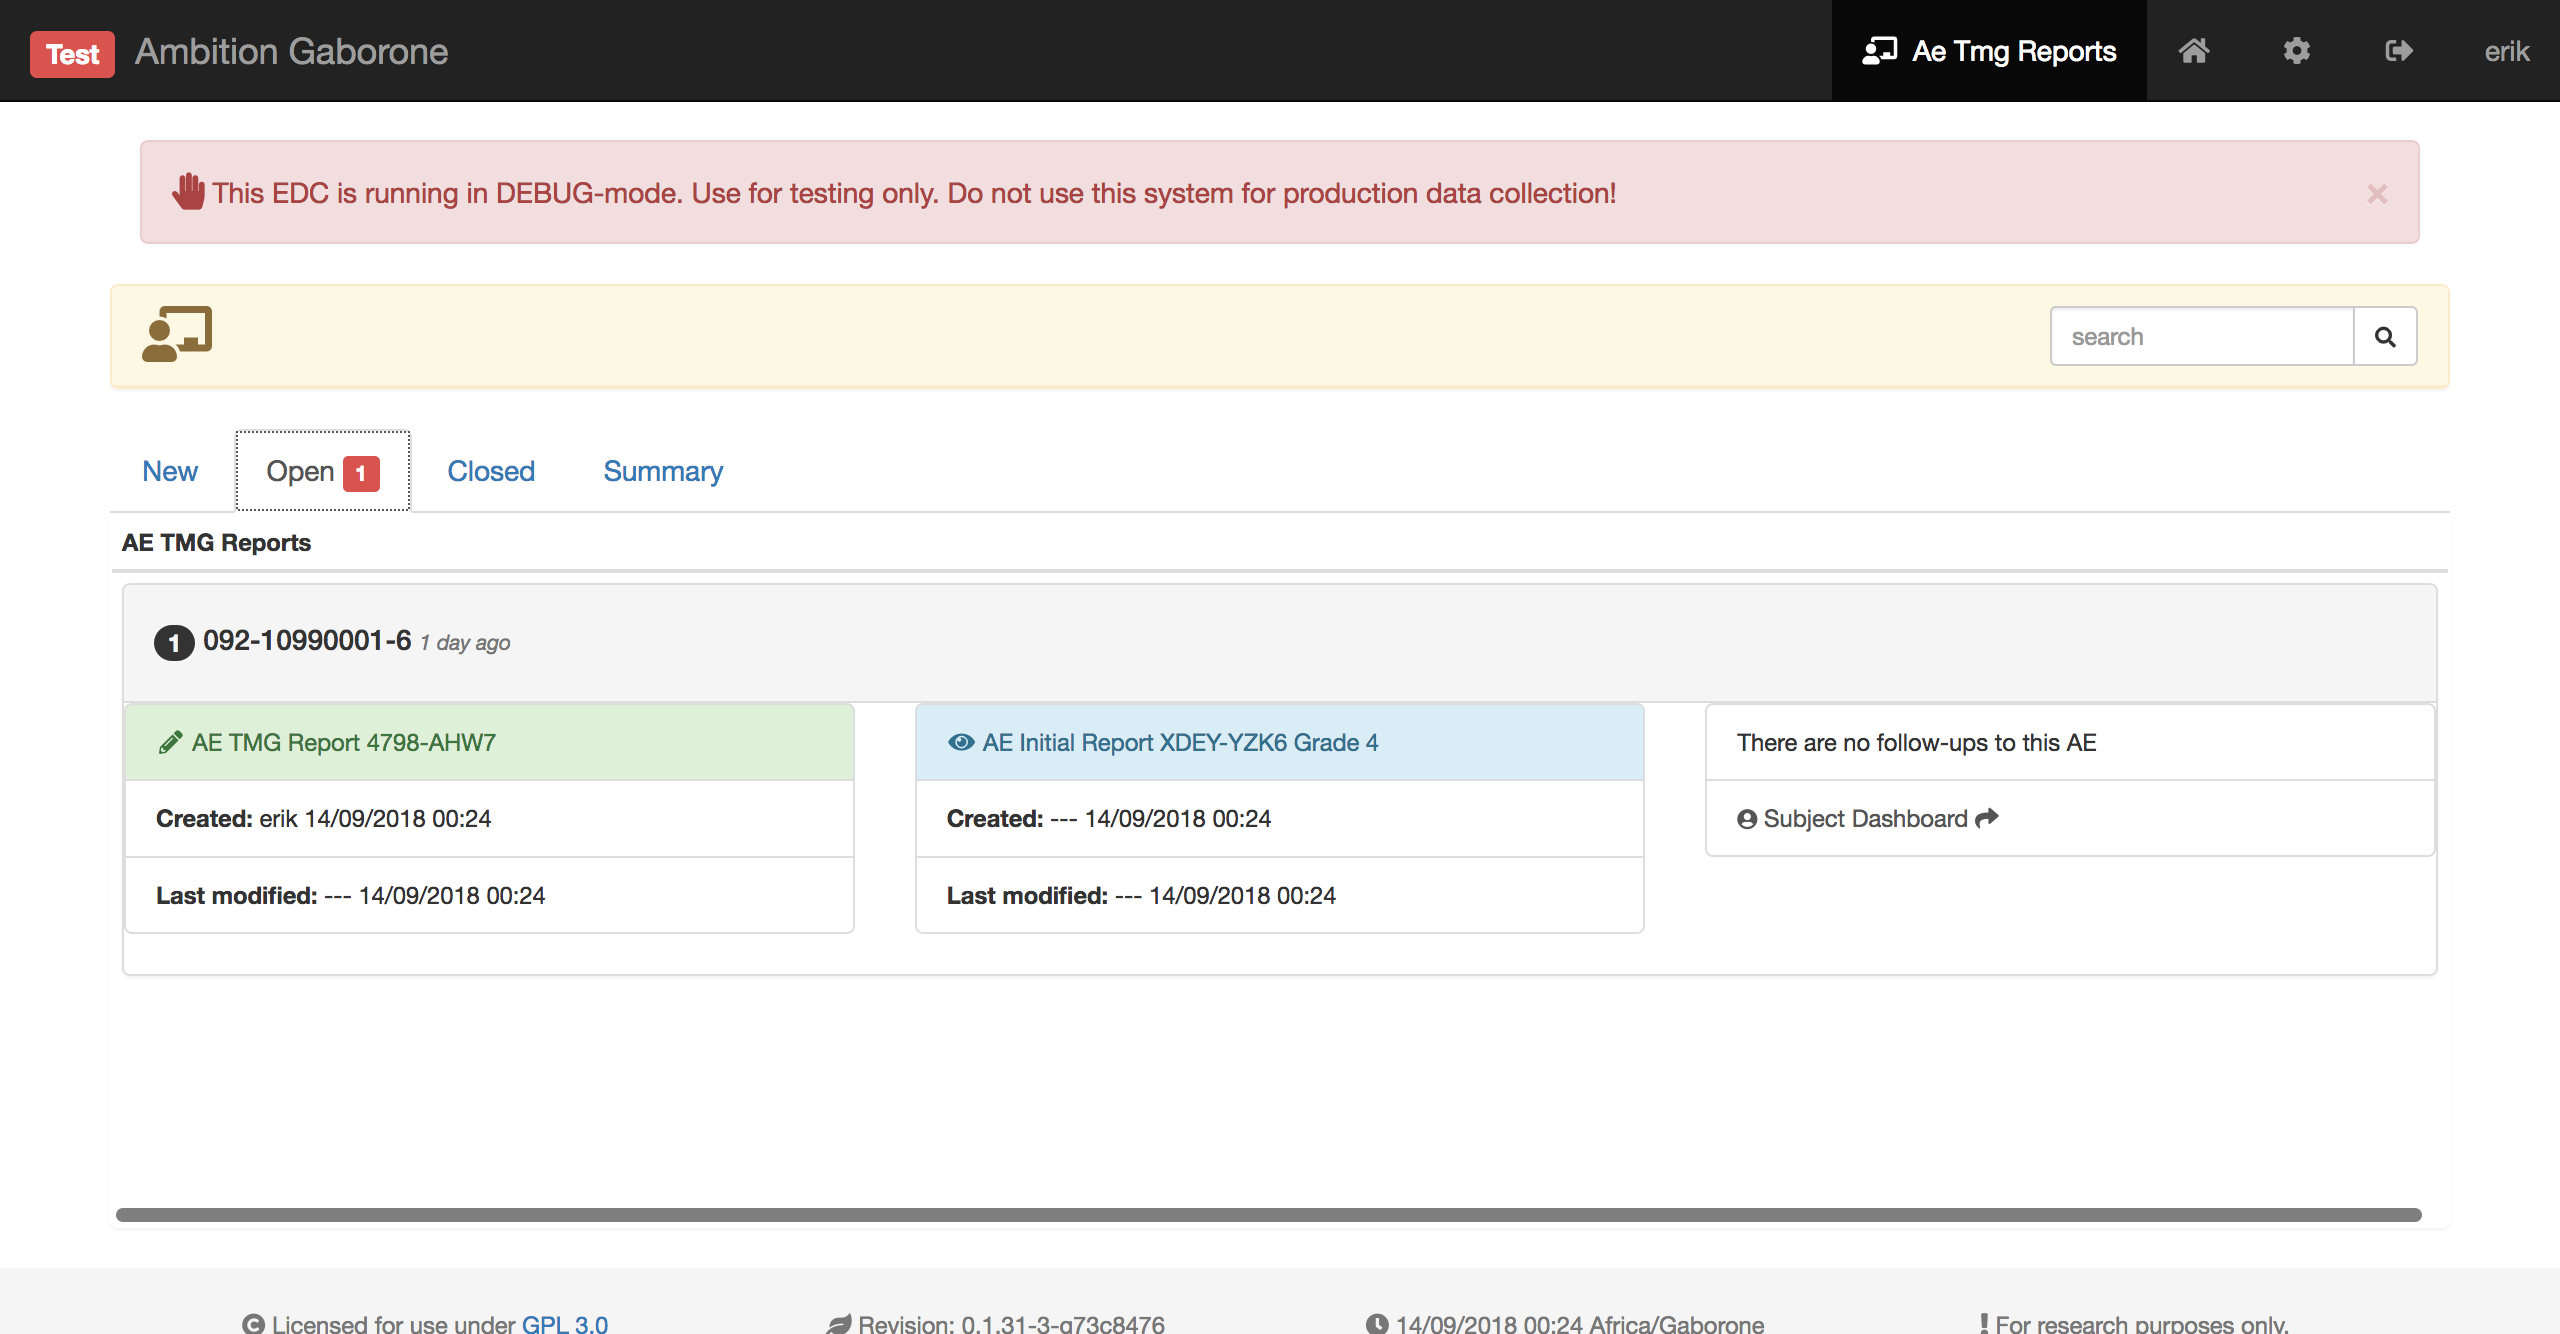 Test Ambition Gaborone Ae Tmg Reports erik
This EDC is running in DEBUG-mode. Use for testing only. Do not use this system for production data collection! ×
search
New Open 1 Closed Summary
AE TMG Reports
1 092-10990001-6 1 day ago
AE TMG Report 4798-AHW7
Created: erik 14/09/2018 00:24
Last modified: --- 14/09/2018 00:24
AE Initial Report XDEY-YZK6 Grade 4
Created: --- 14/09/2018 00:24
Last modified: --- 14/09/2018 00:24
There are no follow-ups to this AE
Subject Dashboard
Licensed for use under GPL 3.0 Revision: 0.1.31-3-g73c8476 14/09/2018 00:24 Africa/Gaborone For research purposes only.